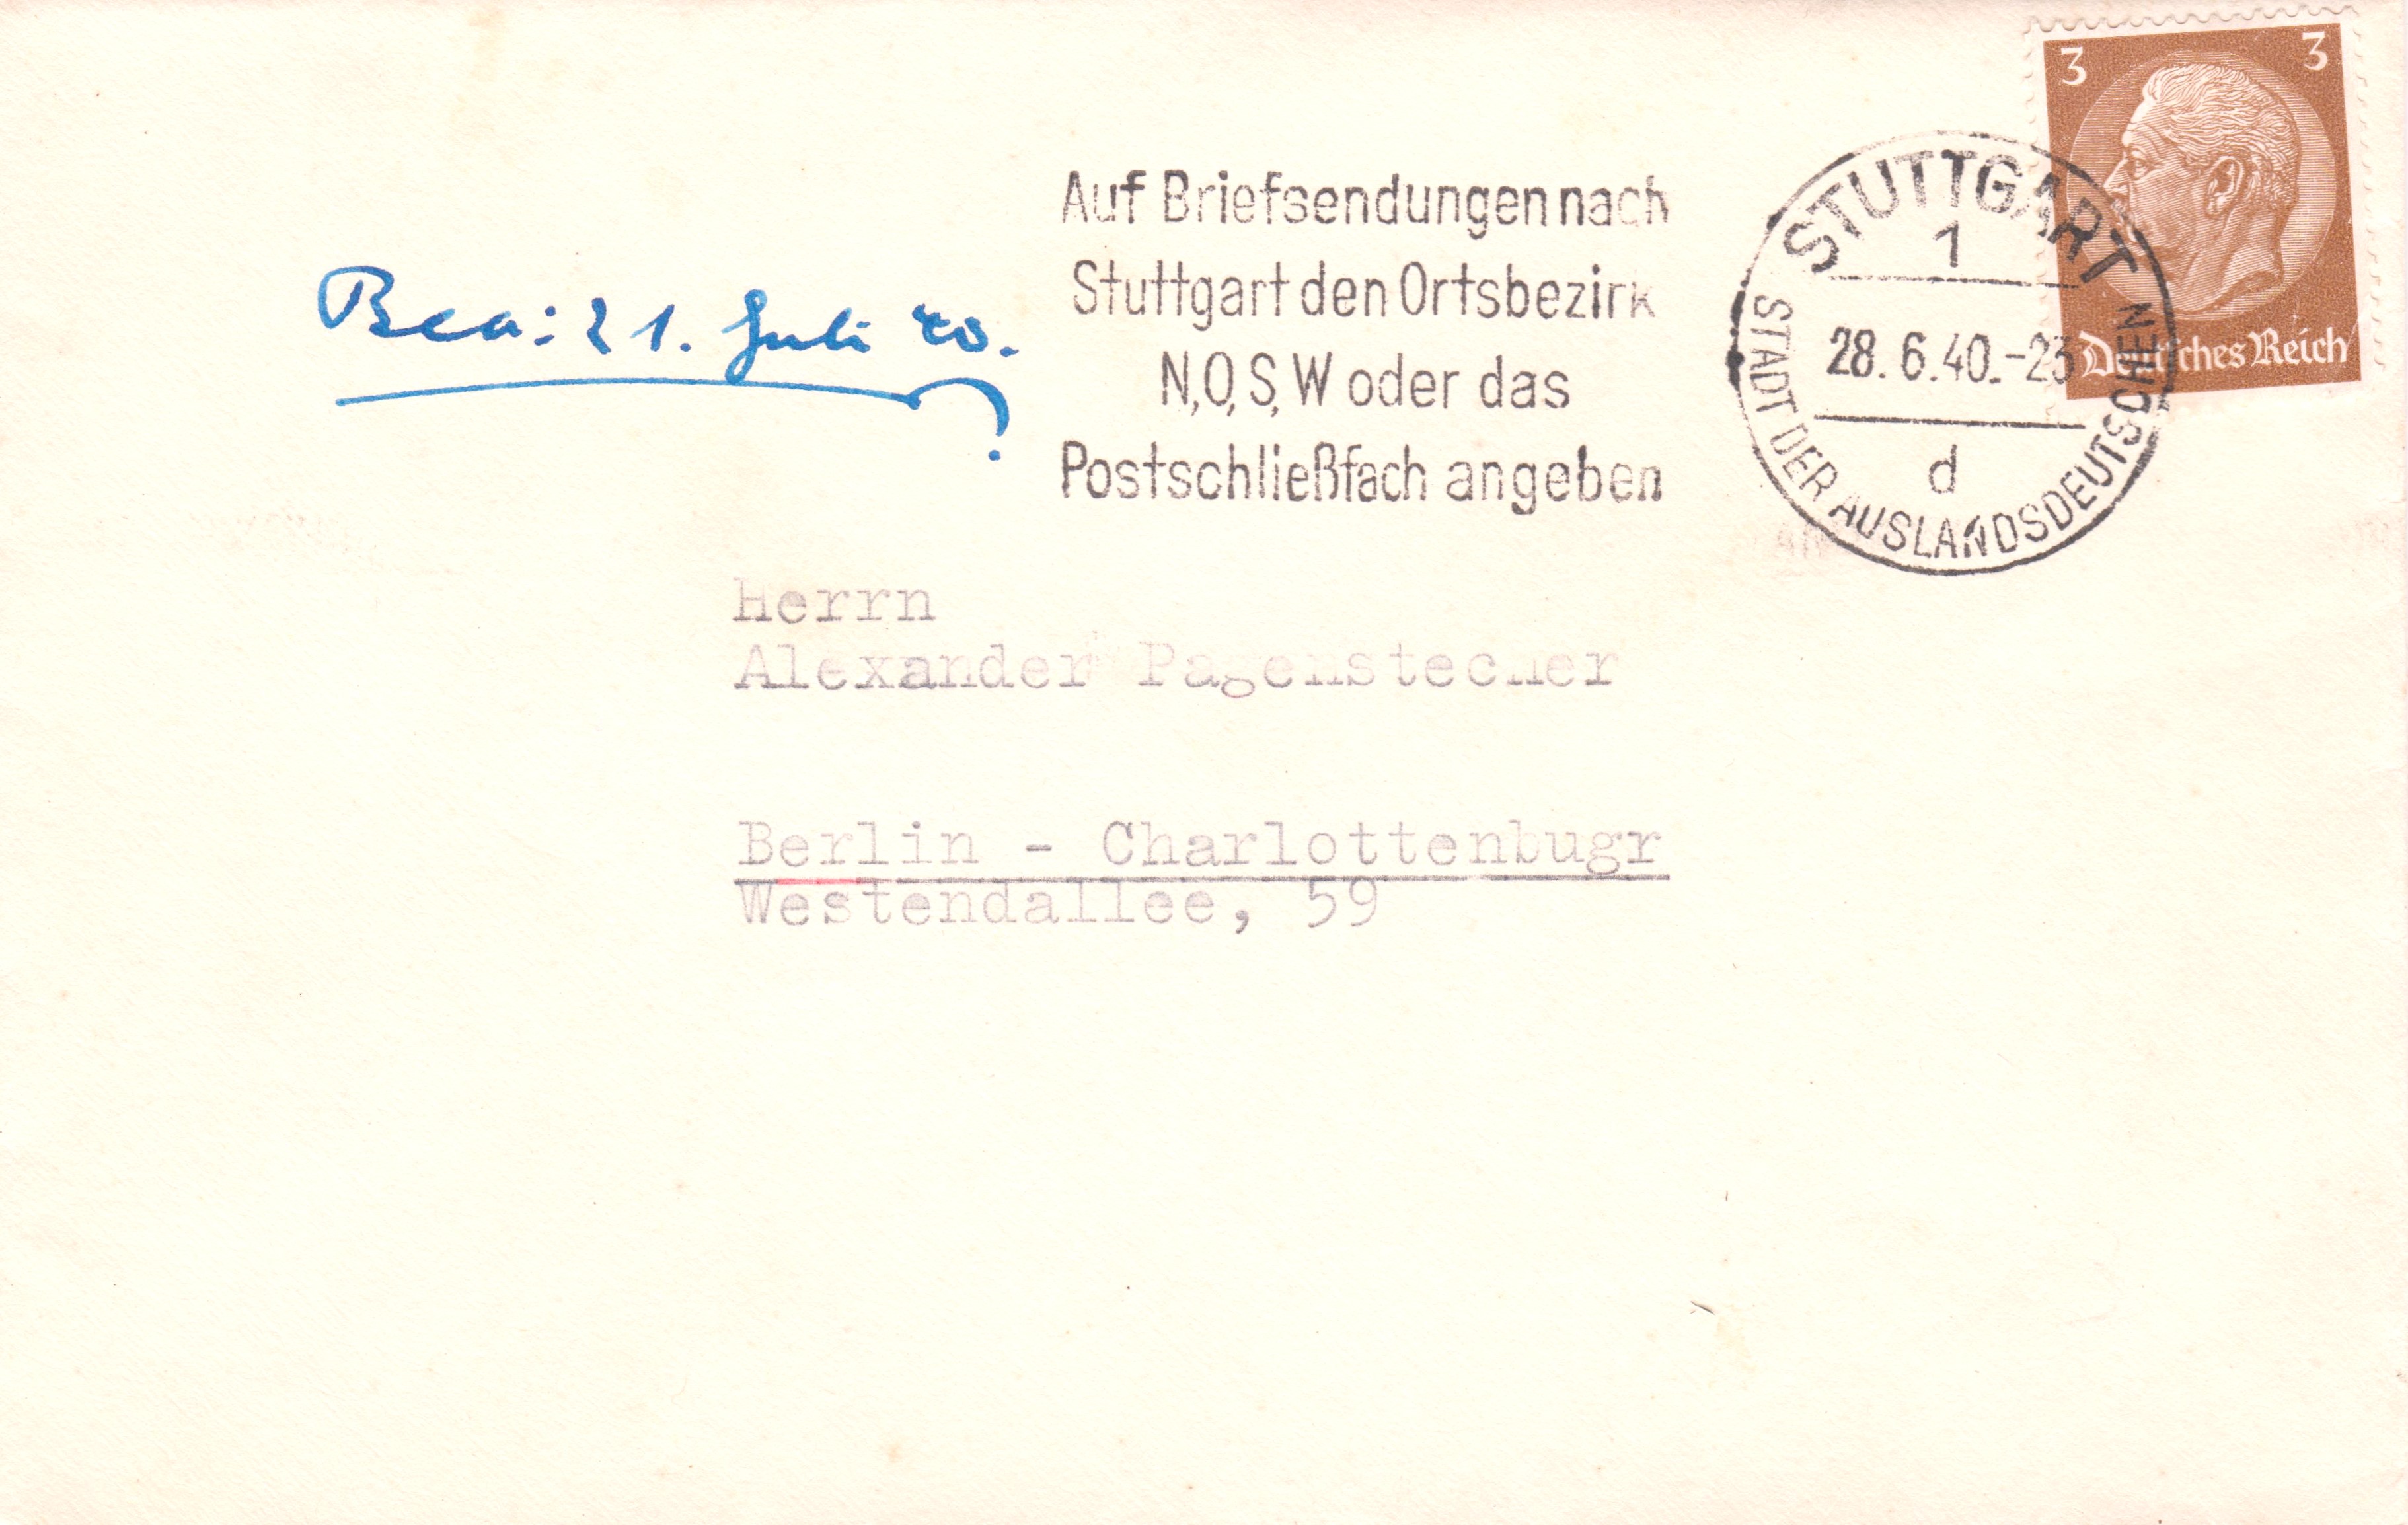 3 3
Deutsches Reich
STUTTGART
1
28.6.40.-23
d
STADT DER AUSLANDSDEUTSCHEN
Auf Briefsendungen nach
Stuttgart den Ortsbezirk
N,O,S,W oder das
Postschließfach angeben
21. Juli 40.
Herrn
Alexander Pagenstecher
Berlin - Charlottenbugr
Westendallee, 59